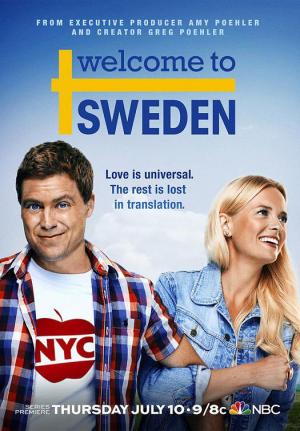 FROM EXECUTIVE PRODUCER AMY POEHLER
AND CREATOR GREG POEHLER
welcome to
SWEDEN
Love is universal.
The rest is lost
in translation.
NYC
SERIES
PREMIERE THURSDAY JULY 10 • 9/8c NBC